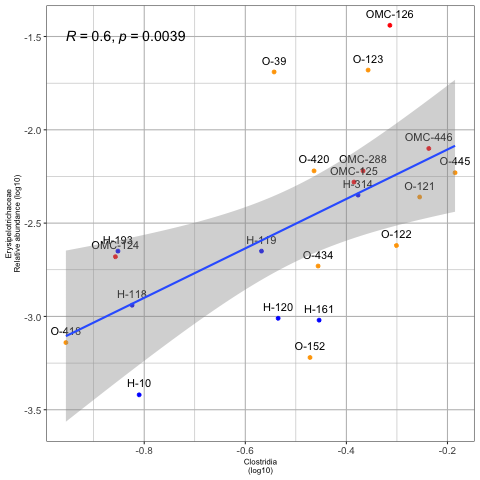 R = 0.6, p = 0.0039
OMC-126
O-39
O-123
OMC-446
O-420
OMC-288
O-445
OMC-125
H-314
O-121
H-193
OMC-124
H-119
O-122
O-434
H-118
H-120
H-161
O-418
O-152
H-10
-1.5
-2.0
-2.5
-3.0
-3.5
-0.8
-0.6
-0.4
-0.2
Erysipelotrichaceae
Relative abundance (log10)
Clostridia
(log10)